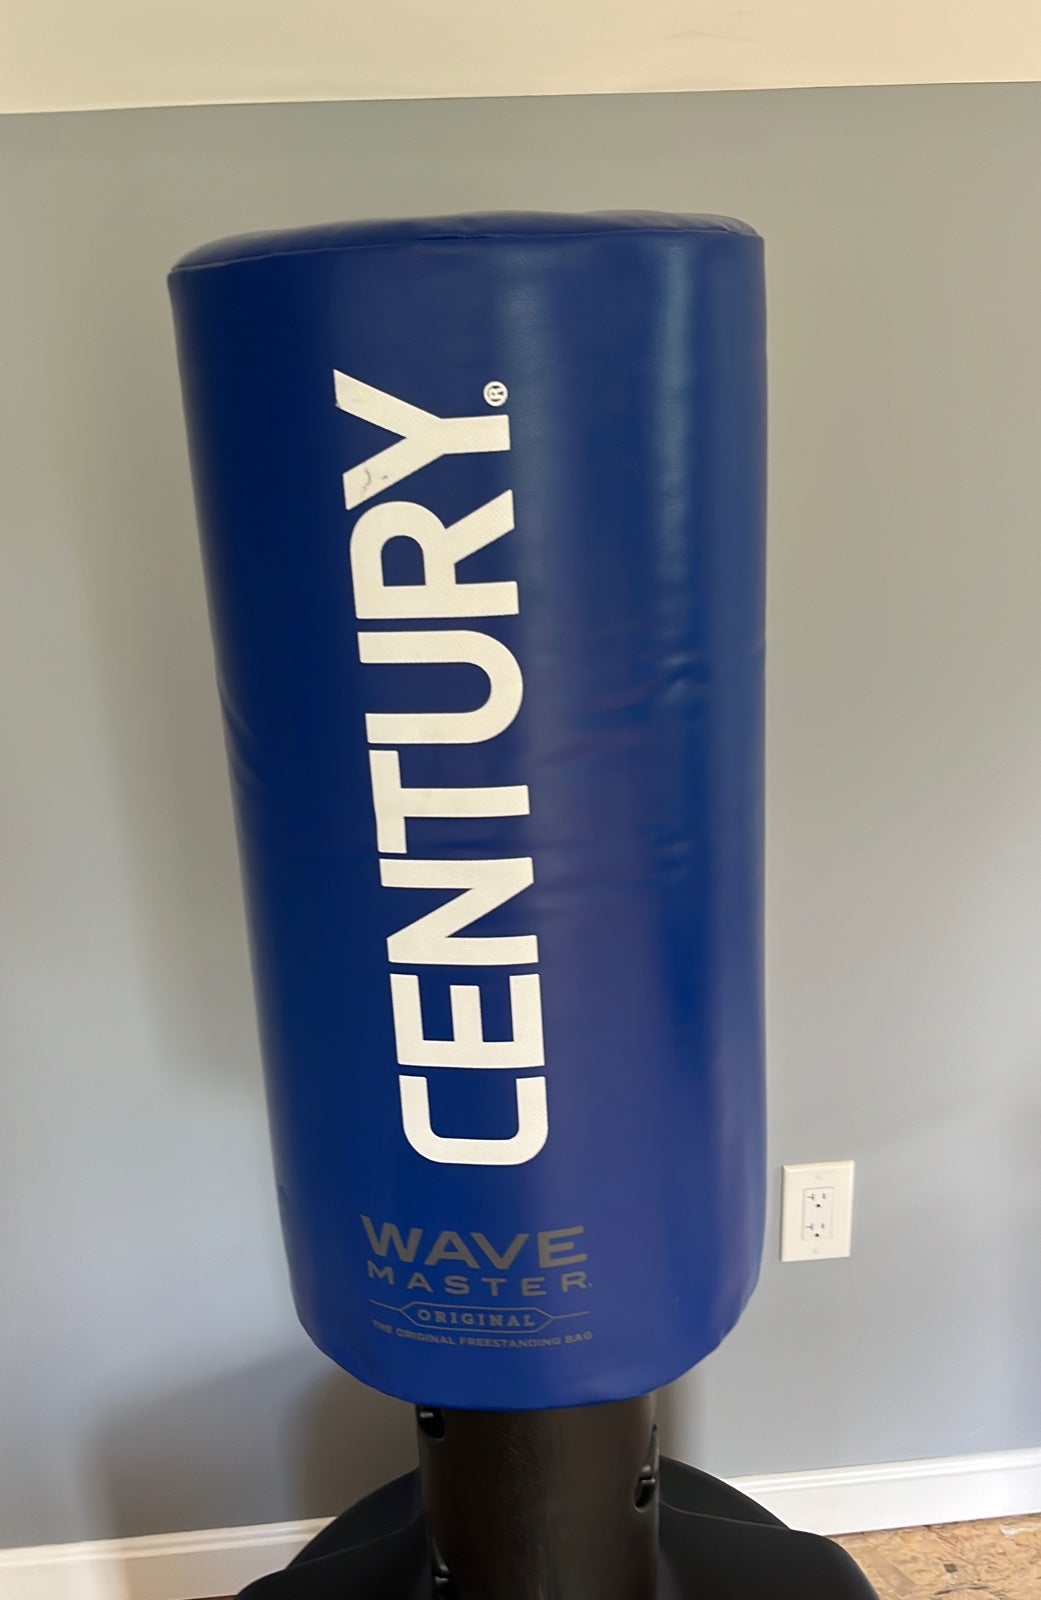 CENTURY®
WAVE
MASTER
ORIGINAL
THE ORIGINAL FREESTANDING BAG